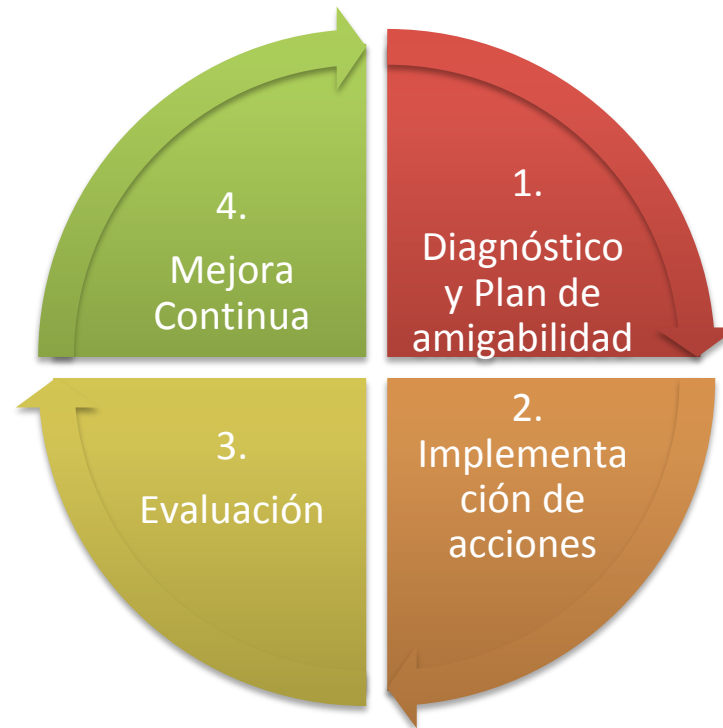 1.
Diagnóstico
y Plan de
amigabilidad
2.
Implementa
ción de
acciones
3.
Evaluación
4.
Mejora
Continua